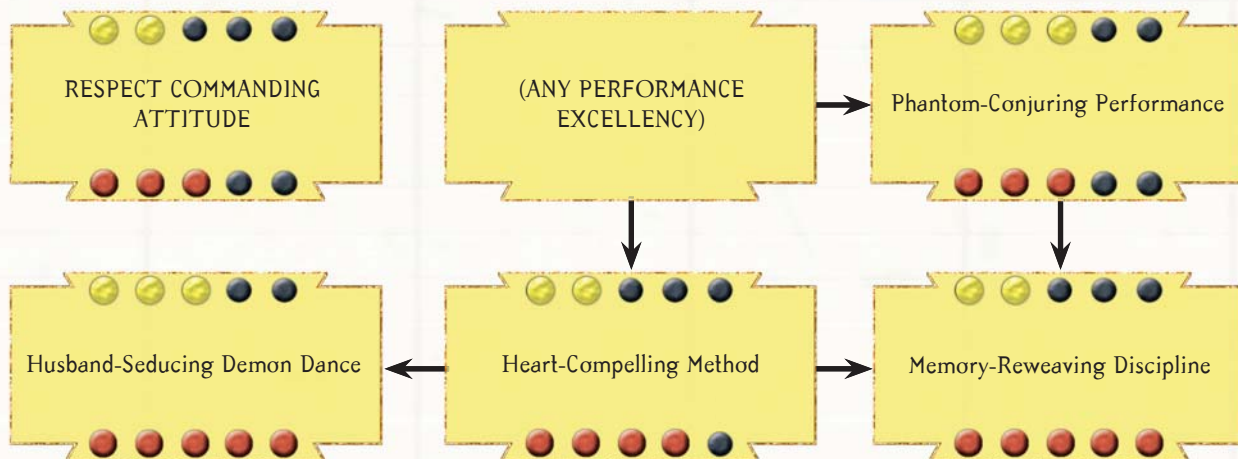 RESPECT COMMANDING
ATTITUDE
(ANY PERFORMANCE
EXCELLENCY)
Phantom-Conjuring Performance
Husband-Seducing Demon Dance
Heart-Compelling Method
Memory-Reweaving Discipline